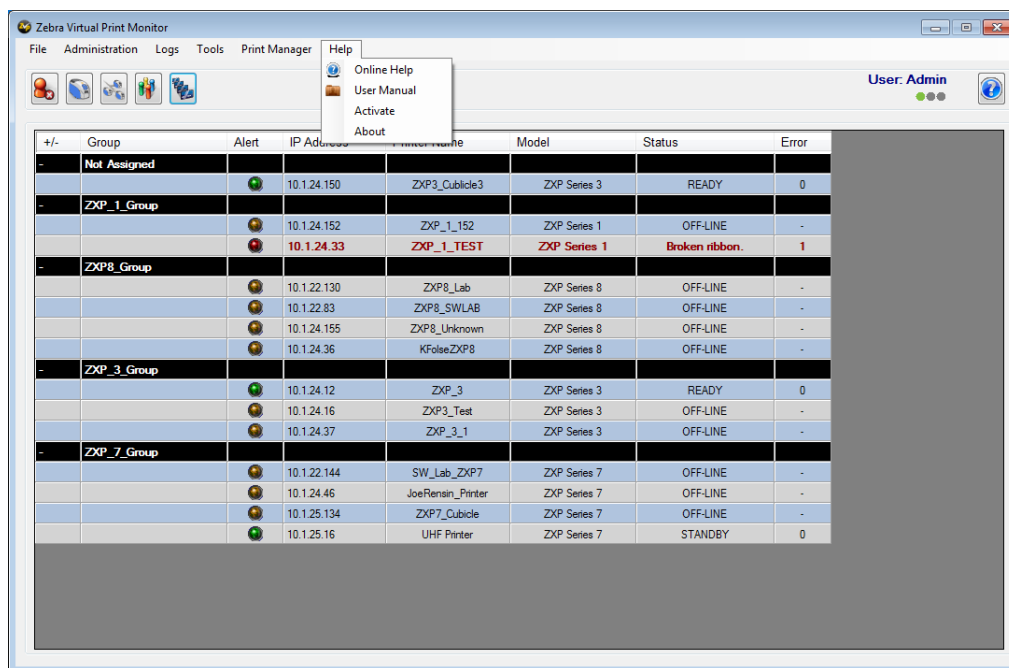 Zebra Virtual Print Monitor
File Administration Logs Tools Print Manager Help
Online Help
User Manual
Activate
About
User: Admin
+/- Group Alert IP Address Printer Name Model Status Error
- Not Assigned
10.1.24.150 ZXP3_Cublicle3 ZXP Series 3 READY 0
- ZXP_1_Group
10.1.24.152 ZXP_1_152 ZXP Series 1 OFF-LINE -
10.1.24.33 ZXP_1_TEST ZXP Series 1 Broken ribbon. 1
- ZXP8_Group
10.1.22.130 ZXP8_Lab ZXP Series 8 OFF-LINE -
10.1.22.83 ZXP8_SWLAB ZXP Series 8 OFF-LINE -
10.1.24.155 ZXP8_Unknown ZXP Series 8 OFF-LINE -
10.1.24.36 KFolseZXP8 ZXP Series 8 OFF-LINE -
- ZXP_3_Group
10.1.24.12 ZXP_3 ZXP Series 3 READY 0
10.1.24.16 ZXP3_Test ZXP Series 3 OFF-LINE -
10.1.24.37 ZXP_3_1 ZXP Series 3 OFF-LINE -
- ZXP_7_Group
10.1.22.144 SW_Lab_ZXP7 ZXP Series 7 OFF-LINE -
10.1.24.46 JoeRensin_Printer ZXP Series 7 OFF-LINE -
10.1.25.134 ZXP7_Cubicle ZXP Series 7 OFF-LINE -
10.1.25.16 UHF Printer ZXP Series 7 STANDBY 0